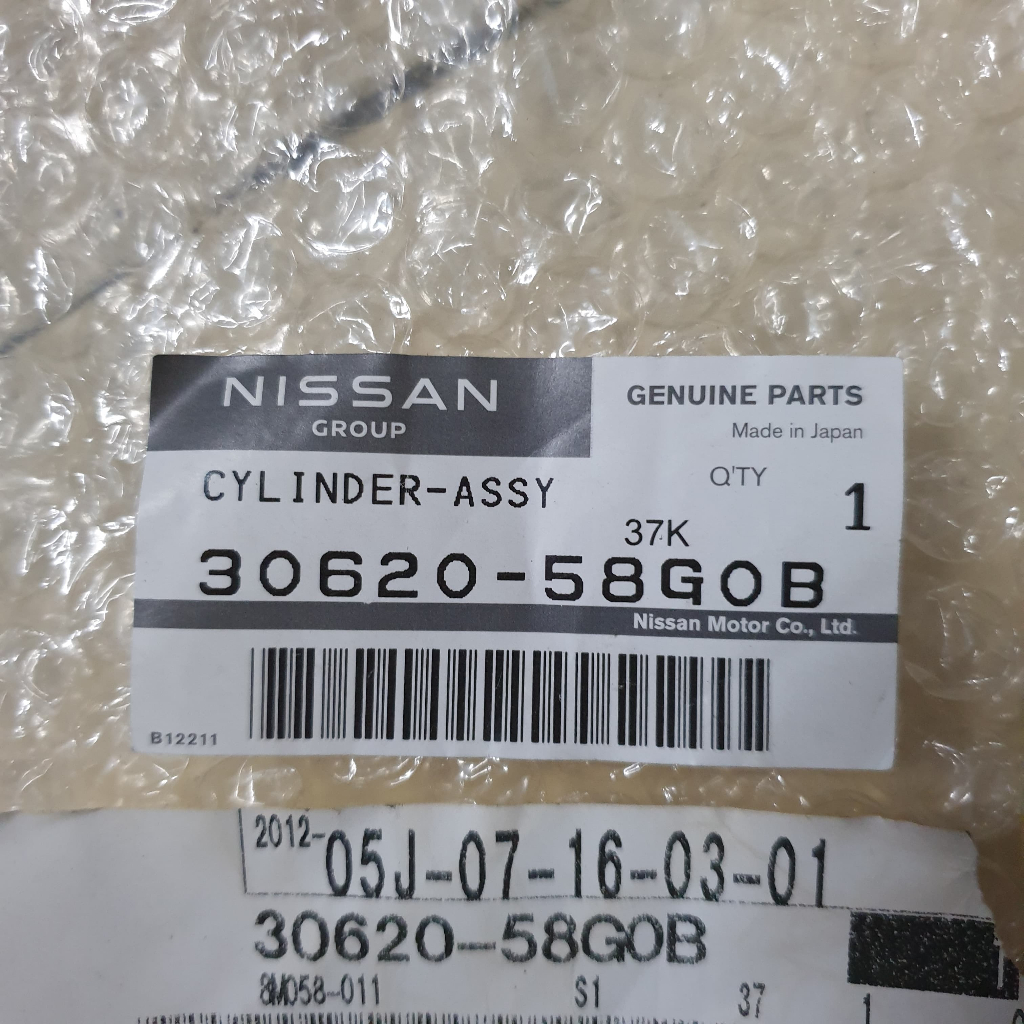 NISSAN
GROUP
GENUINE PARTS
Made in Japan
CYLINDER-ASSY
Q'TY
1
37K
30620-58G0B
Nissan Motor Co., Ltd.
B12211
2012-05J-07-16-03-01
30620-58G0B
8M058-011 S1 37 1